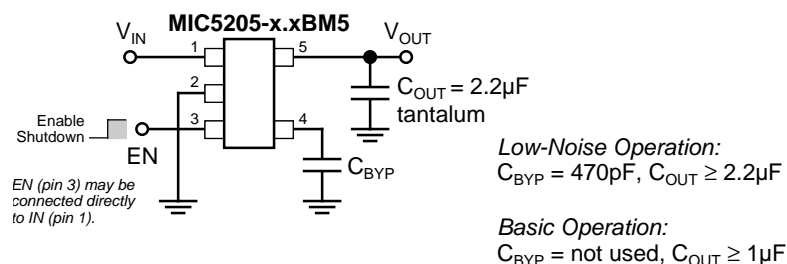 MIC5205-x.xBM5
V_IN
V_OUT
1
5
2
C_OUT = 2.2µF
tantalum
Enable
Shutdown
3
4
EN
C_BYP
EN (pin 3) may be
connected directly
to IN (pin 1).
Low-Noise Operation:
C_BYP = 470pF, C_OUT ≥ 2.2µF
Basic Operation:
C_BYP = not used, C_OUT ≥ 1µF